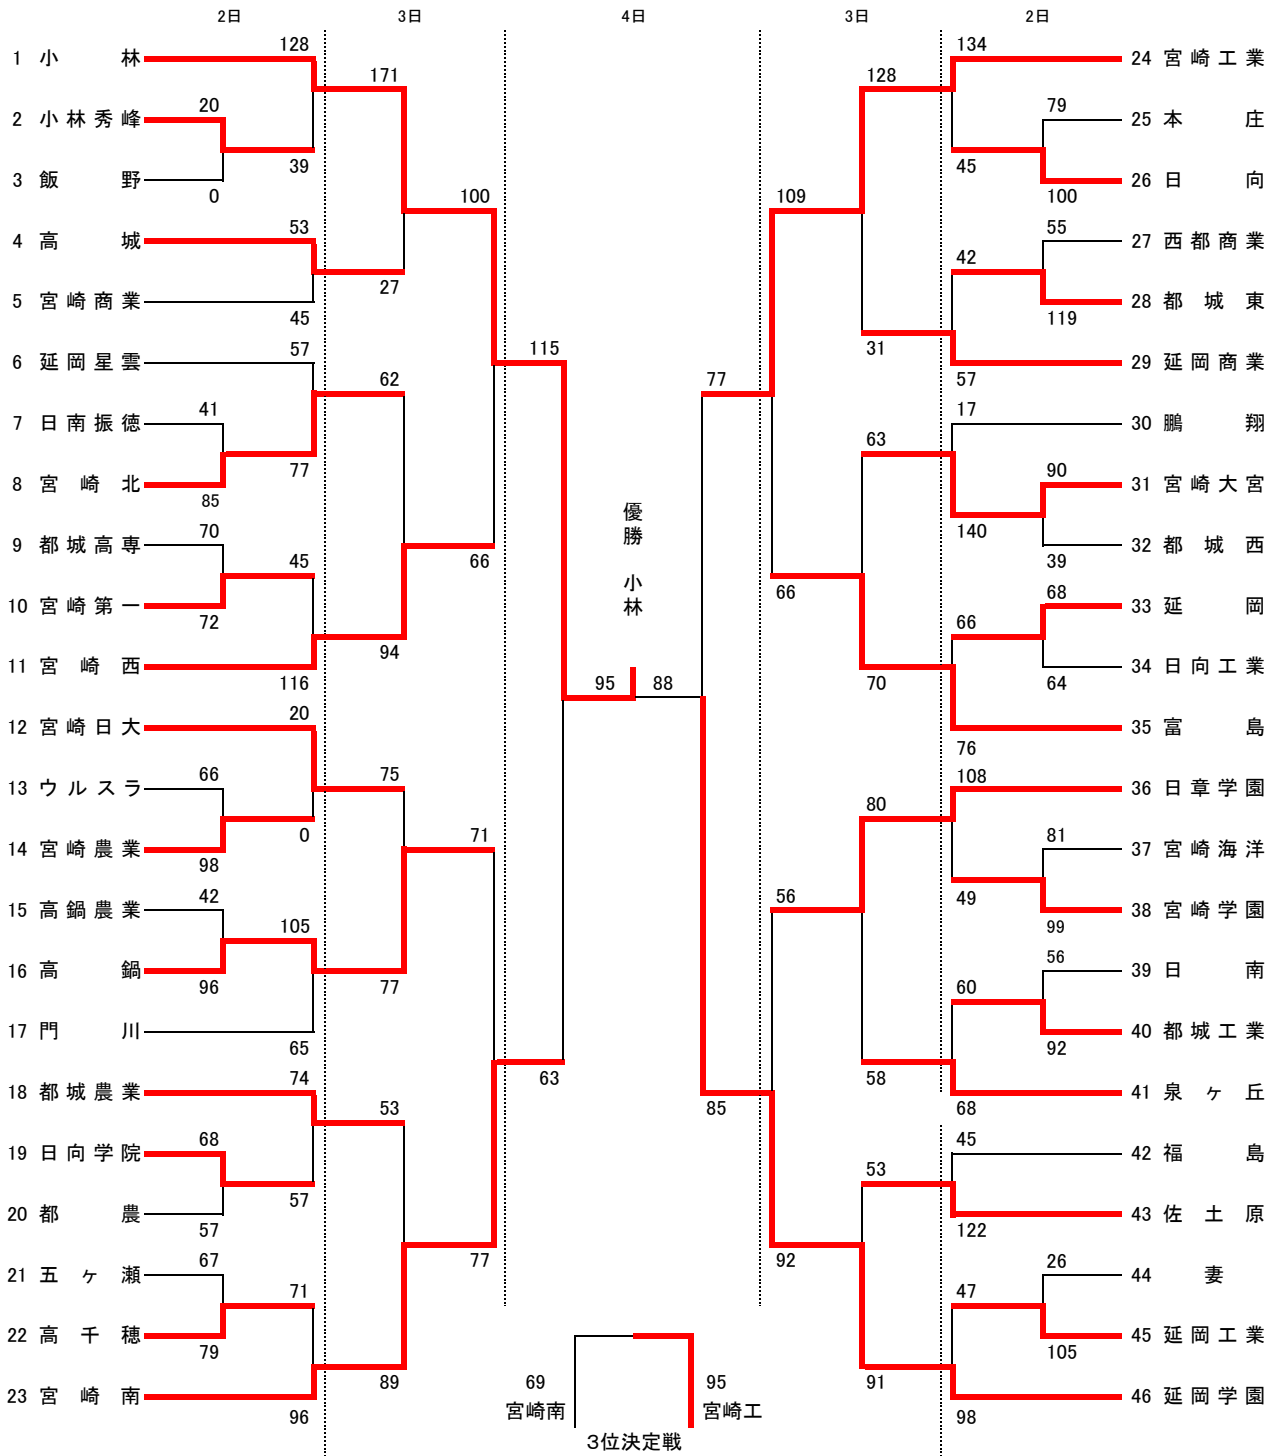 2日 3日 4日 3日 2日
1 小林 128
171
2 小林秀峰 20
39
3 飯野 0
100
4 高城 53
27
5 宮崎商業 45
115
6 延岡星雲 57
62
7 日南振徳 41
77
8 宮崎北 85
66
9 都城高専 70
45
10 宮崎第一 72
94
11 宮崎西 116
12 宮崎日大 20
75
13 ウルスラ 66
0
14 宮崎農業 98
71
15 高鍋農業 42
105
16 高鍋 96
77
17 門川 65
63
18 都城農業 74
53
19 日向学院 68
57
20 都農 57
77
21 五ヶ瀬 67
71
22 高千穂 79
89
23 宮崎南 96
優勝 小林
95 88
134 24 宮崎工業
128
79 25 本庄
45
100 26 日向
109
55 27 西都商業
42
119 28 都城東
31
57 29 延岡商業
77
17 30 鵬翔
63
90 31 宮崎大宮
140
39 32 都城西
66
68 33 延岡
66
64 34 日向工業
70
76 35 富島
108 36 日章学園
80
81 37 宮崎海洋
49
99 38 宮崎学園
56
56 39 日南
60
92 40 都城工業
58
68 41 泉ヶ丘
85
45 42 福島
53
122 43 佐土原
92
26 44 妻
47
105 45 延岡工業
91
98 46 延岡学園
69 95
宮崎南 宮崎工
3位決定戦